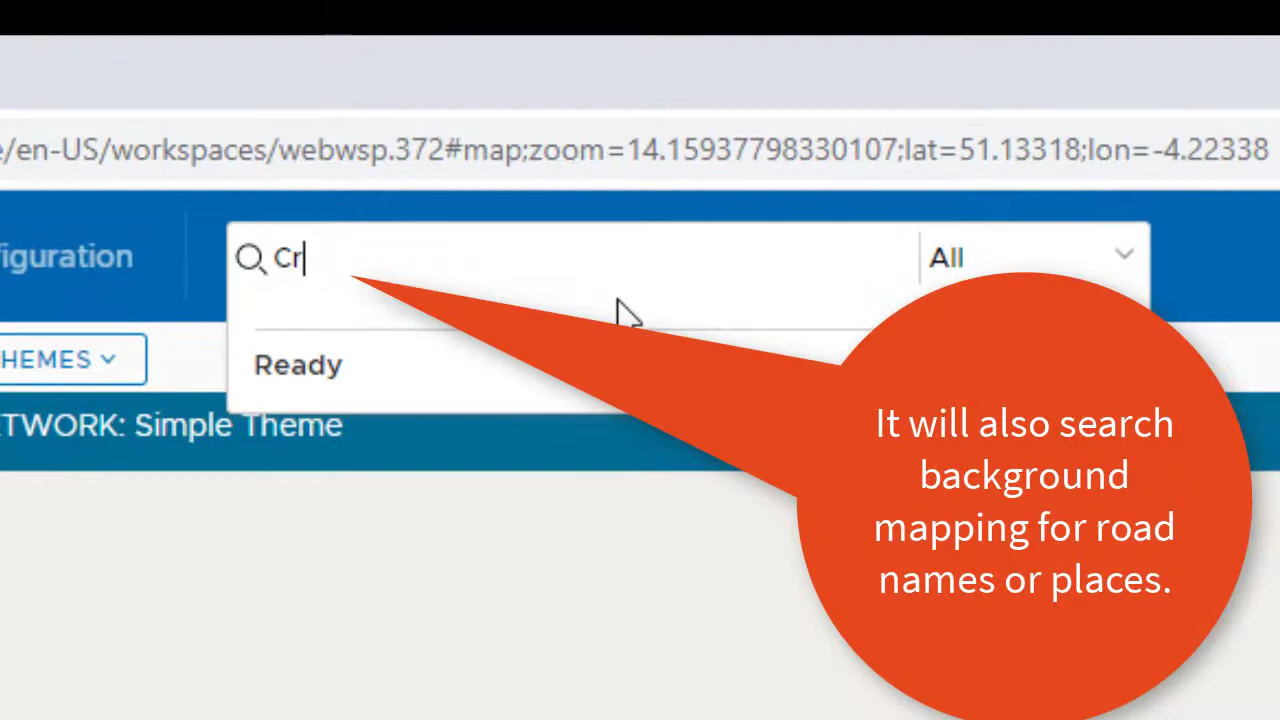 e/en-US/workspaces/webwsp.372#map;zoom=14.15937798330107;lat=51.13318;lon=-4.22338
figuration
Cr
All
HEMES
Ready
TWORK: Simple Theme
It will also search
background
mapping for road
names or places.